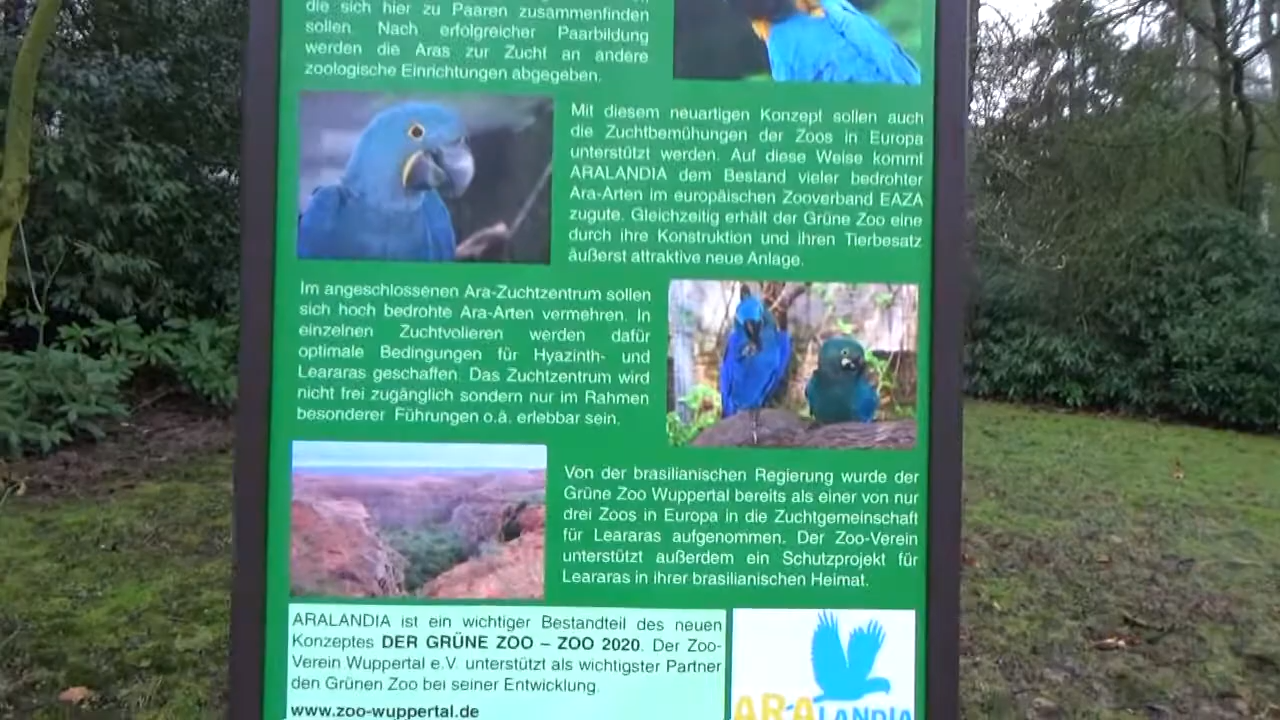 die sich hier zu Paaren zusammenfinden
sollen. Nach erfolgreicher Paarbildung
werden die Aras zur Zucht an andere
zoologische Einrichtungen abgegeben.
Mit diesem neuartigen Konzept sollen auch
die Zuchtbemühungen der Zoos in Europa
unterstützt werden. Auf diese Weise kommt
ARALANDIA dem Bestand vieler bedrohter
Ara-Arten im europäischen Zooverband EAZA
zugute. Gleichzeitig erhält der Grüne Zoo eine
durch ihre Konstruktion und ihren Tierbesatz
äußerst attraktive neue Anlage.
Im angeschlossenen Ara-Zuchtzentrum sollen
sich hoch bedrohte Ara-Arten vermehren. In
einzelnen Zuchtvolieren werden dafür
optimale Bedingungen für Hyazinth- und
Leararas geschaffen. Das Zuchtzentrum wird
nicht frei zugänglich sondern nur im Rahmen
besonderer Führungen o.ä. erlebbar sein.
Von der brasilianischen Regierung wurde der
Grüne Zoo Wuppertal bereits als einer von nur
drei Zoos in Europa in die Zuchtgemeinschaft
für Leararas aufgenommen. Der Zoo-Verein
unterstützt außerdem ein Schutzprojekt für
Leararas in ihrer brasilianischen Heimat.
ARALANDIA ist ein wichtiger Bestandteil des neuen
Konzeptes DER GRÜNE ZOO – ZOO 2020. Der Zoo-
Verein Wuppertal e.V. unterstützt als wichtigster Partner
den Grünen Zoo bei seiner Entwicklung.
www.zoo-wuppertal.de
ARALANDIA